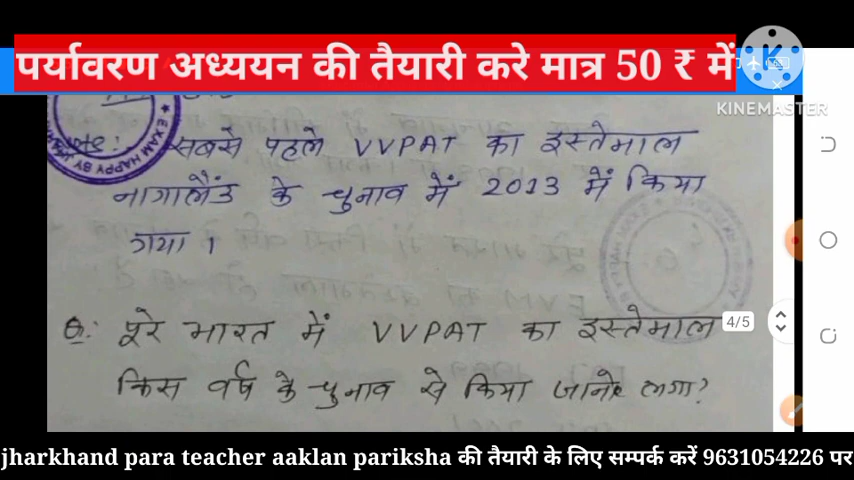 पर्यावरण अध्ययन की तैयारी करे मात्र 50 ₹ में
KINEMASTER
सबसे पहले VVPAT का इस्तेमाल
नागालैंड के चुनाव में 2013 में किया
गया ।
Q: पूरे भारत में VVPAT का इस्तेमाल
4/5
किस वर्ष के चुनाव से किया जाने लगा?
jharkhand para teacher aaklan pariksha की तैयारी के लिए सम्पर्क करें 9631054226 पर